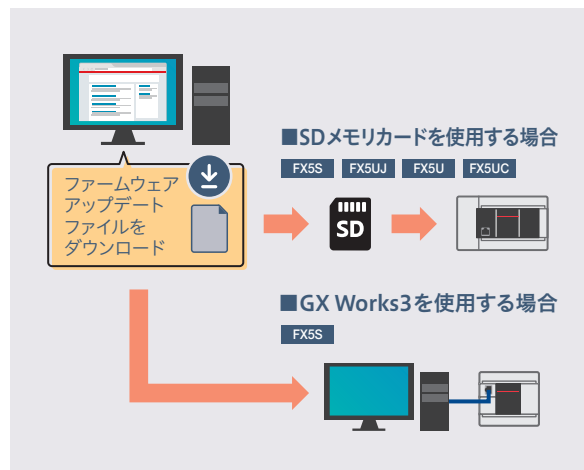 ファームウェア
アップデート
ファイルを
ダウンロード
■SDメモリカードを使用する場合
FX5S FX5UJ FX5U FX5UC
SD
■GX Works3を使用する場合
FX5S